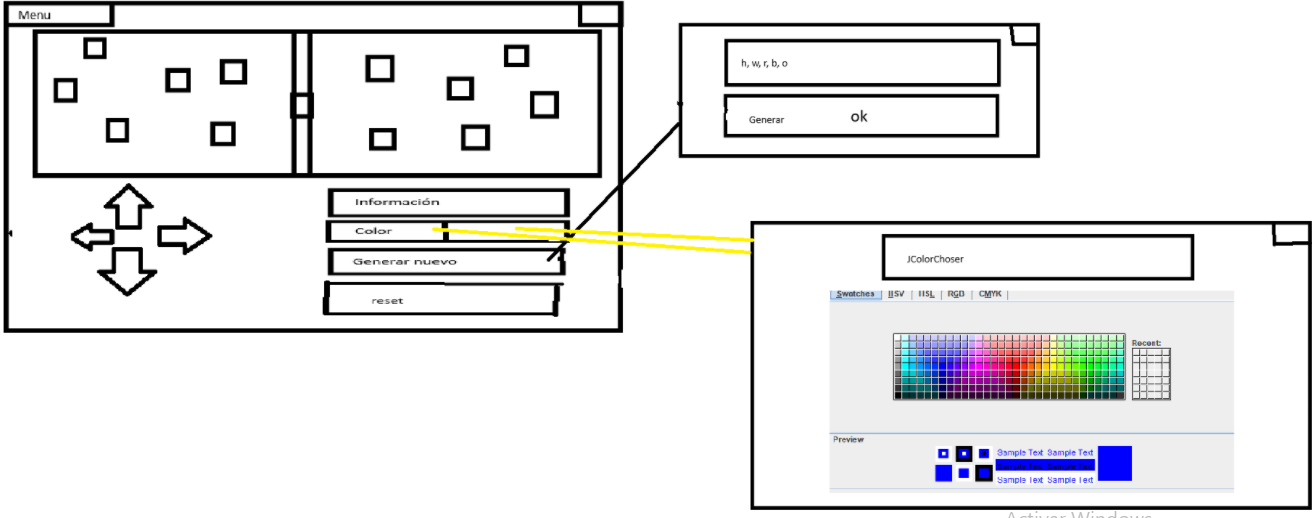 Menu
Información
Color
Generar nuevo
reset
h, w, r, b, o
Generar ok
JColorChoser
Swatches HSV HSL RGB CMYK
Recent:
Preview
Sample Text Sample Text
Sample Text Sample Text
Sample Text Sample Text
Activar Windows